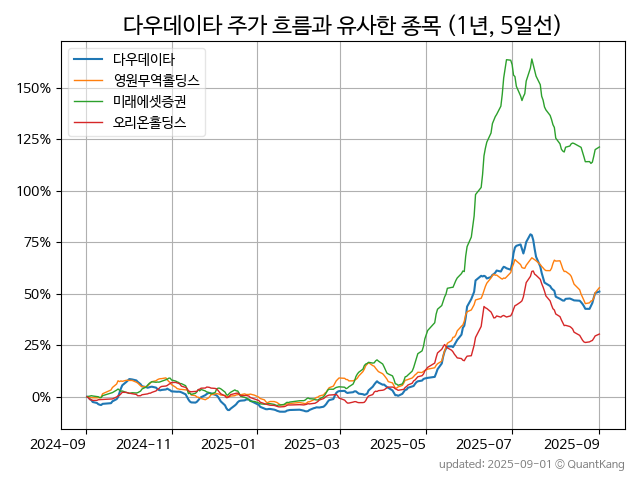 다우데이타 주가 흐름과 유사한 종목 (1년, 5일선)
다우데이타
영원무역홀딩스
미래에셋증권
오리온홀딩스
150%
125%
100%
75%
50%
25%
0%
2024-09 2024-11 2025-01 2025-03 2025-05 2025-07 2025-09
updated: 2025-09-01 © QuantKang